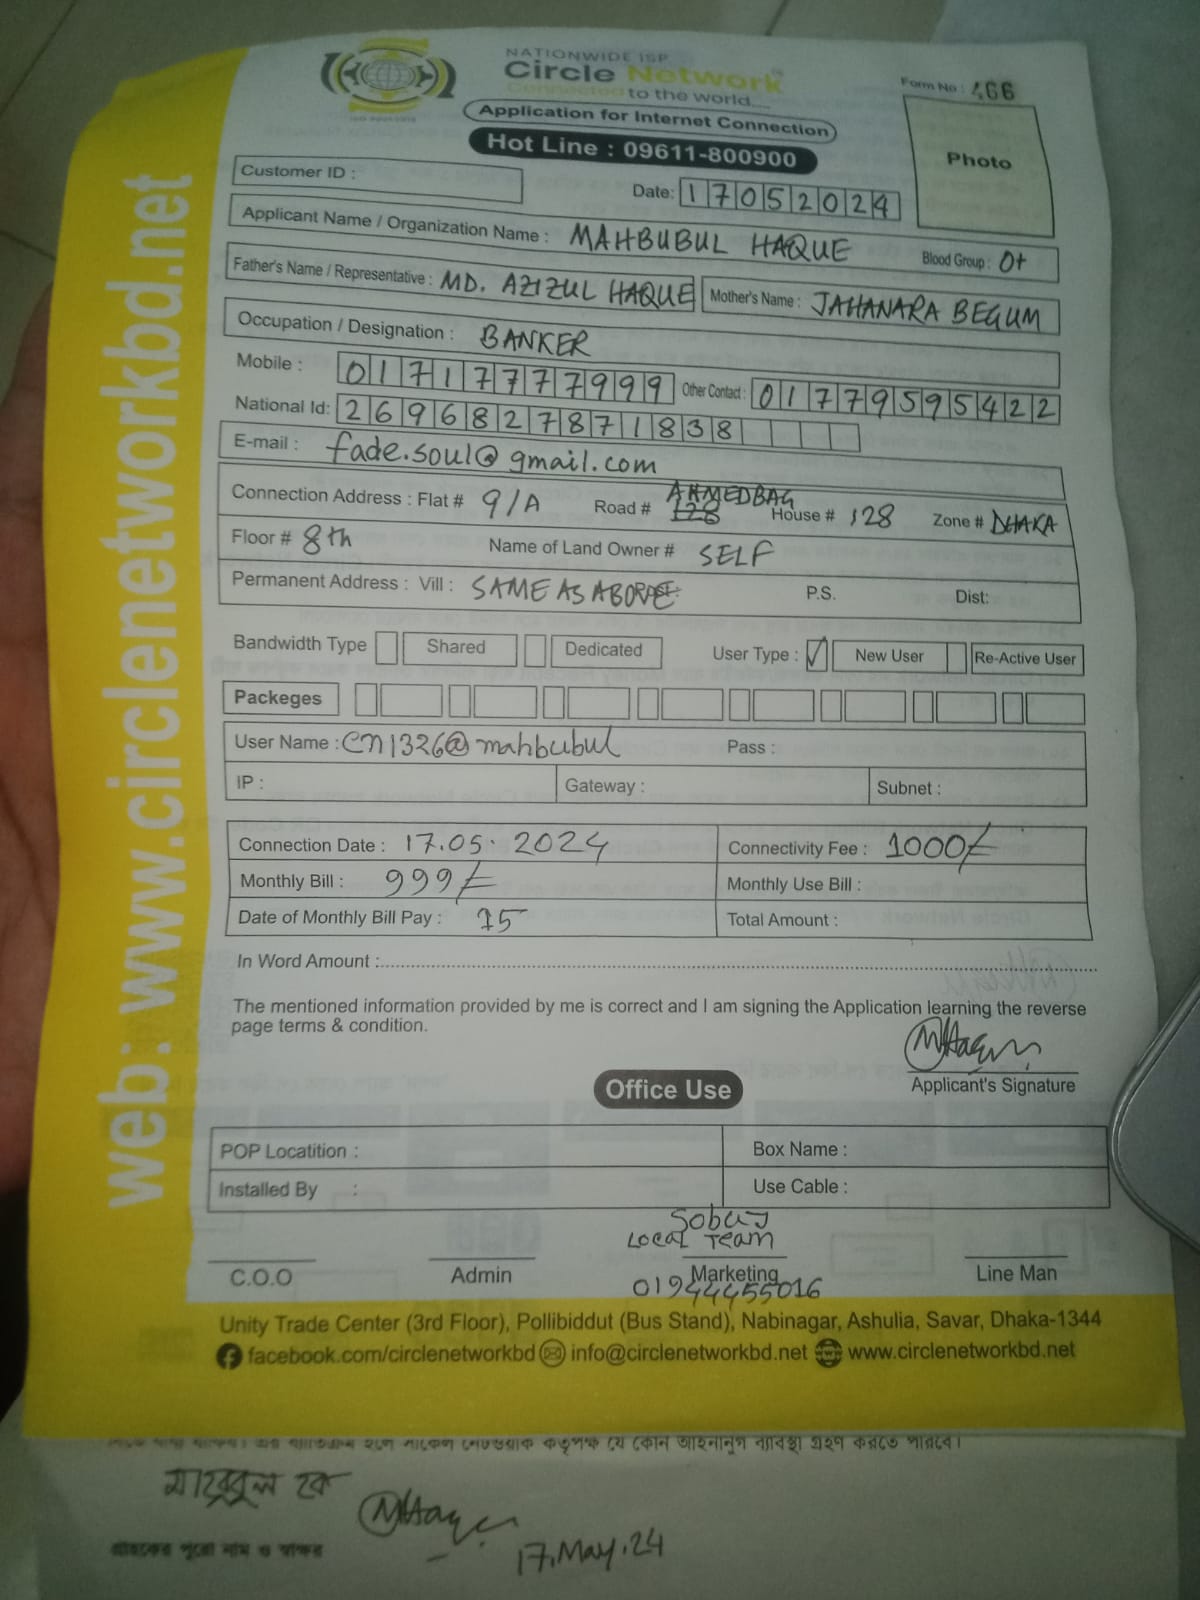 NATIONWIDE ISP
Circle Network
Connected to the world....
Application for Internet Connection
Hot Line : 09611-800900
Form No : 466
Photo
Customer ID :
Date: 17052024
Applicant Name / Organization Name : MAHBUBUL HAQUE Blood Group : O+
Father's Name / Representative : MD. AZIZUL HAQUE Mother's Name : JAHANARA BEGUM
Occupation / Designation : BANKER
Mobile : 01717777999 Other Contact : 01779595422
National Id: 2696827871838
E-mail : fade.soul@gmail.com
Connection Address : Flat # 9/A Road # 128 AHMEDBAG House # 128 Zone # DHAKA
Floor # 8th Name of Land Owner # SELF
Permanent Address : Vill : SAME AS P.S. Dist:
Bandwidth Type Shared Dedicated User Type : ✓ New User Re-Active User
Packeges
User Name : cn1326@mahbubul Pass :
IP : Gateway : Subnet :
Connection Date : 17.05.2024 Connectivity Fee : 1000/=
Monthly Bill : 999/= Monthly Use Bill :
Date of Monthly Bill Pay : 15 Total Amount :
In Word Amount :
The mentioned information provided by me is correct and I am signing the Application learning the reverse
page terms & condition.
Applicant's Signature
Office Use
POP Locatition : Box Name :
Installed By : Use Cable :
Sobuj
Local Team
C.O.O Admin Marketing Line Man
01944455016
Unity Trade Center (3rd Floor), Pollibiddut (Bus Stand), Nabinagar, Ashulia, Savar, Dhaka-1344
facebook.com/circlenetworkbd info@circlenetworkbd.net www.circlenetworkbd.net
web: www.circlenetworkbd.net
কর্তৃপক্ষ যে কোন আইনানুগ ব্যবস্থা গ্রহণ করতে পারবে।
17.May.24
গ্রাহকের পুরো নাম ও স্বাক্ষর